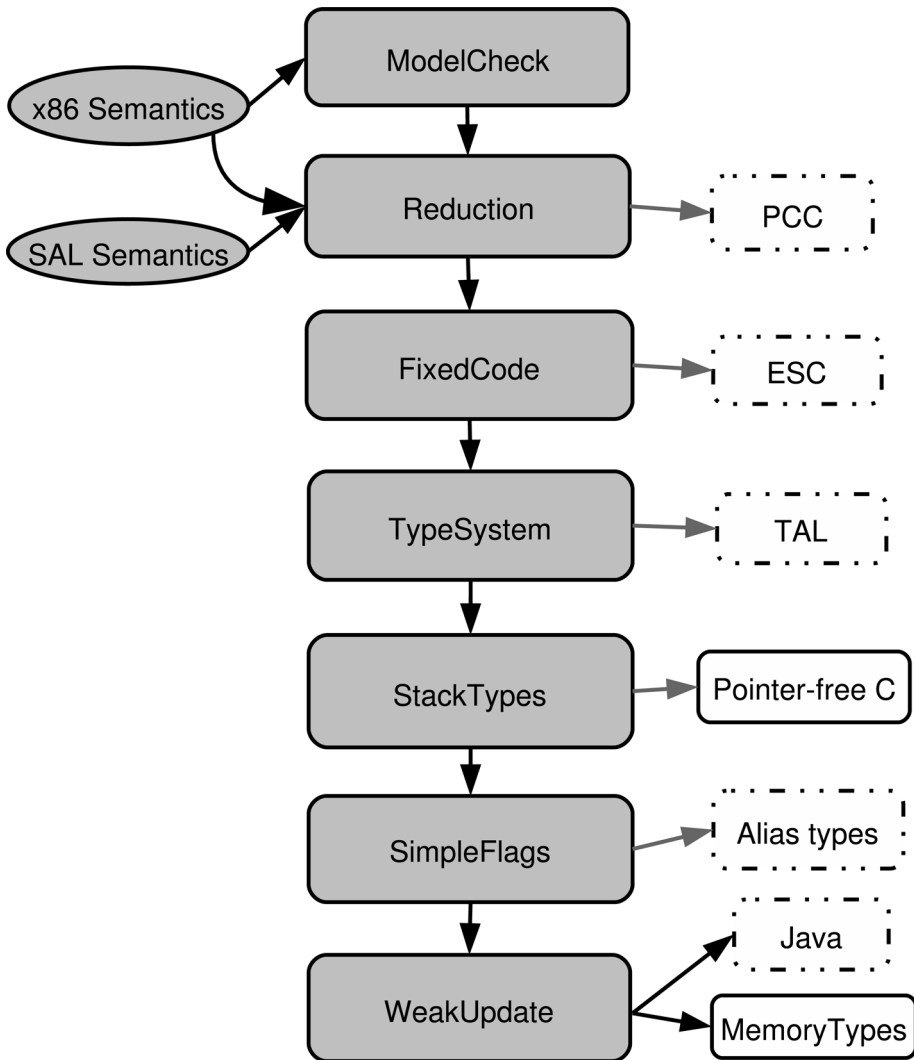 ModelCheck
x86 Semantics
Reduction
PCC
SAL Semantics
FixedCode
ESC
TypeSystem
TAL
StackTypes
Pointer-free C
SimpleFlags
Alias types
Java
WeakUpdate
MemoryTypes